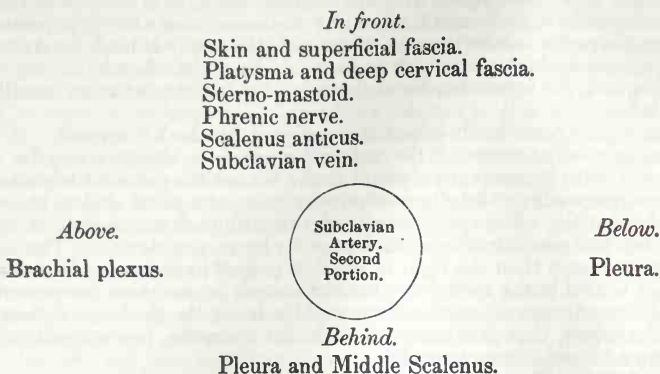 In front.
Skin and superficial fascia.
Platysma and deep cervical fascia.
Sterno-mastoid.
Phrenic nerve.
Scalenus anticus.
Subclavian vein.
Above.
Brachial plexus.
Subclavian
Artery.
Second
Portion.
Below.
Pleura.
Behind.
Pleura and Middle Scalenus.